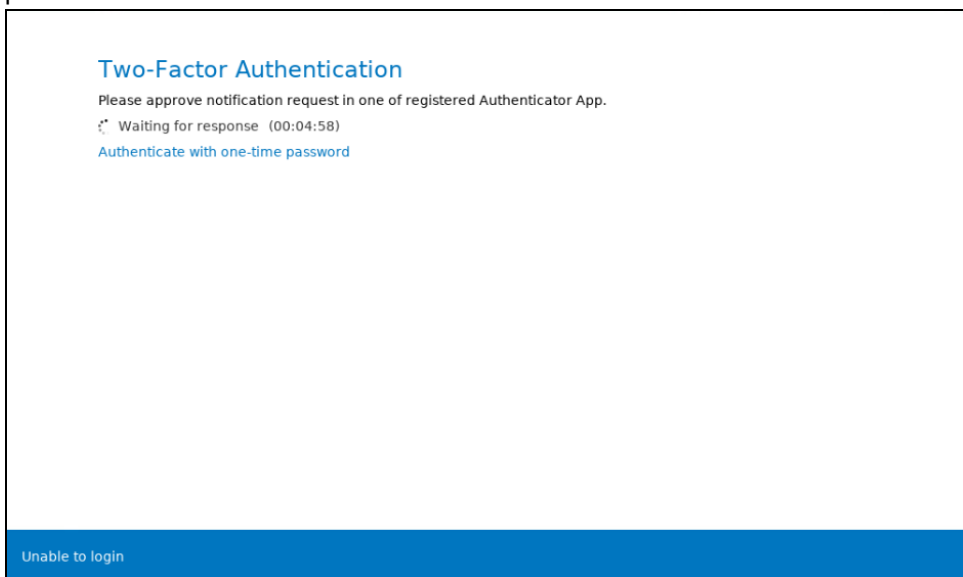 Two-Factor Authentication
Please approve notification request in one of registered Authenticator App.
Waiting for response (00:04:58)
Authenticate with one-time password
Unable to login